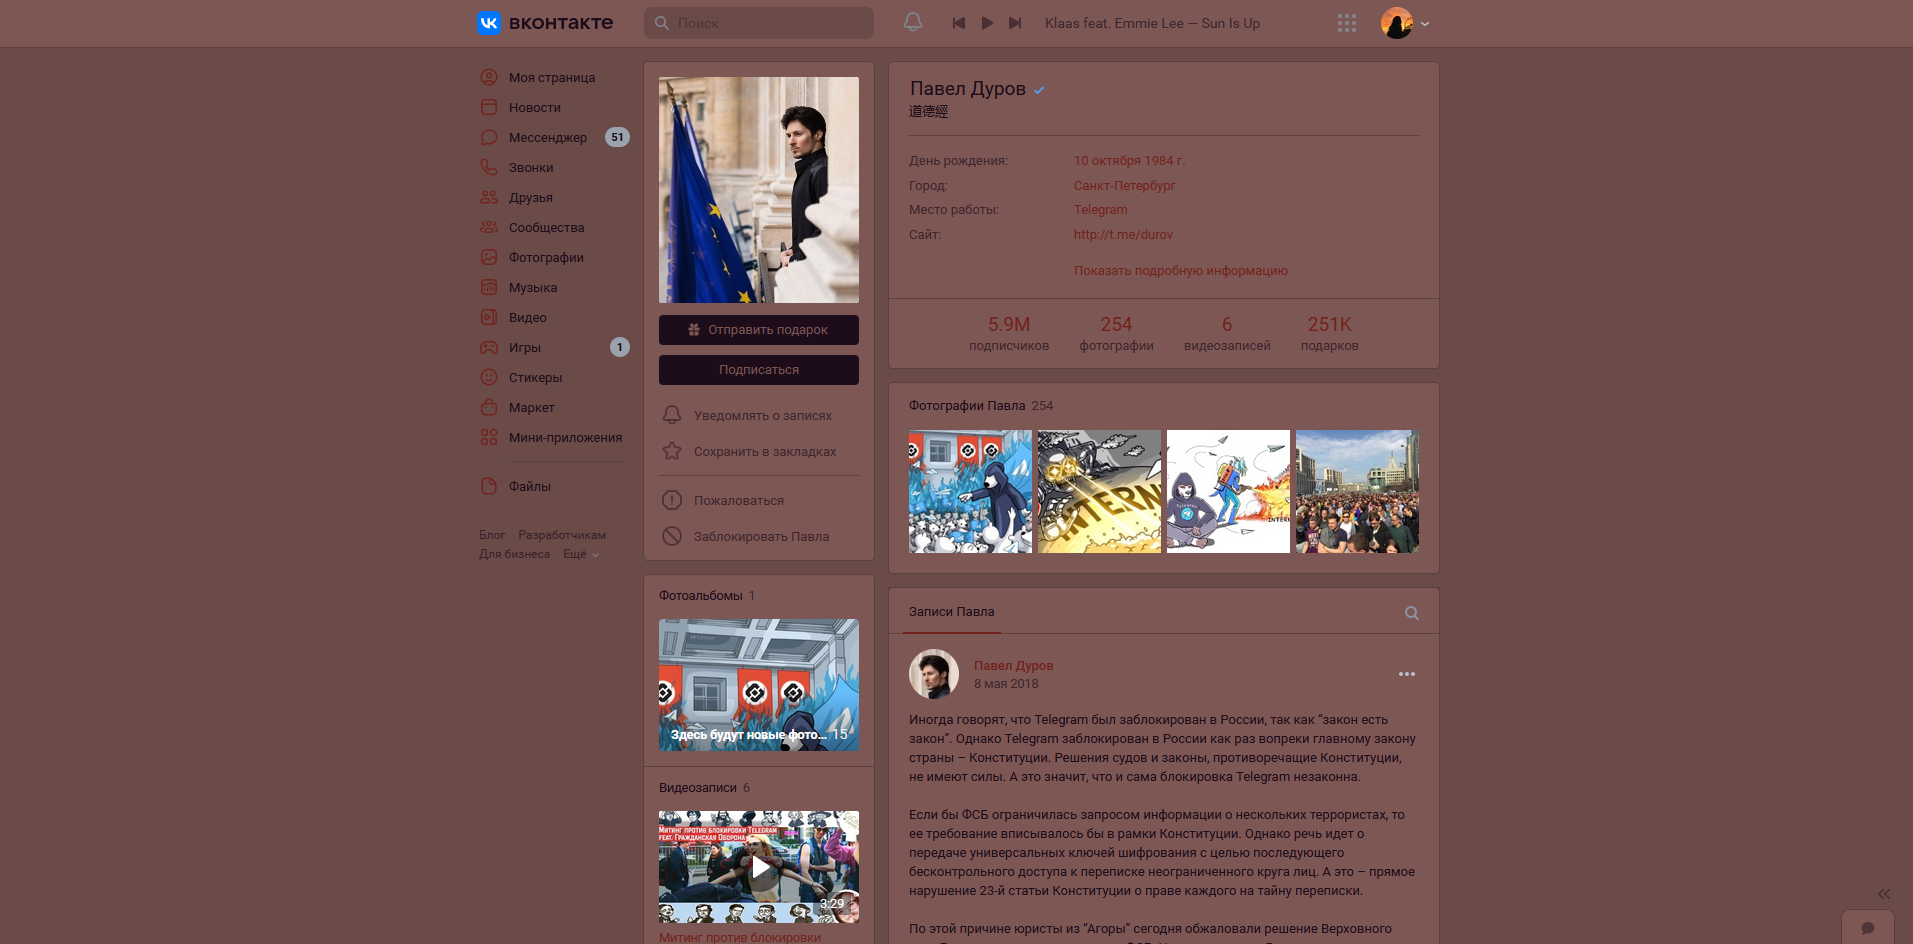 вконтакте
Поиск
Klaas feat. Emmie Lee — Sun Is Up
Моя страница
Новости
Мессенджер 51
Звонки
Друзья
Сообщества
Фотографии
Музыка
Видео
Игры 1
Стикеры
Маркет
Мини-приложения
Файлы
Блог Разработчикам
Для бизнеса Ещё
Отправить подарок
Подписаться
Уведомлять о записях
Сохранить в закладках
Пожаловаться
Заблокировать Павла
Фотоальбомы 1
Здесь будут новые фото... 15
Видеозаписи 6
Митинг против блокировки Telegram
feat. Гражданская Оборона
3:29
Митинг против блокировки
Павел Дуров
道德經
День рождения: 10 октября 1984 г.
Город: Санкт-Петербург
Место работы: Telegram
Сайт: http://t.me/durov
Показать подробную информацию
5.9M 254 6 251K
подписчиков фотографии видеозаписей подарков
Фотографии Павла 254
INTERN
Записи Павла
Павел Дуров
8 мая 2018
Иногда говорят, что Telegram был заблокирован в России, так как "закон есть
закон". Однако Telegram заблокирован в России как раз вопреки главному закону
страны – Конституции. Решения судов и законы, противоречащие Конституции,
не имеют силы. А это значит, что и сама блокировка Telegram незаконна.
Если бы ФСБ ограничилась запросом информации о нескольких террористах, то
ее требование вписывалось бы в рамки Конституции. Однако речь идет о
передаче универсальных ключей шифрования с целью последующего
бесконтрольного доступа к переписке неограниченного круга лиц. А это – прямое
нарушение 23-й статьи Конституции о праве каждого на тайну переписки.
По этой причине юристы из "Агоры" сегодня обжаловали решение Верховного